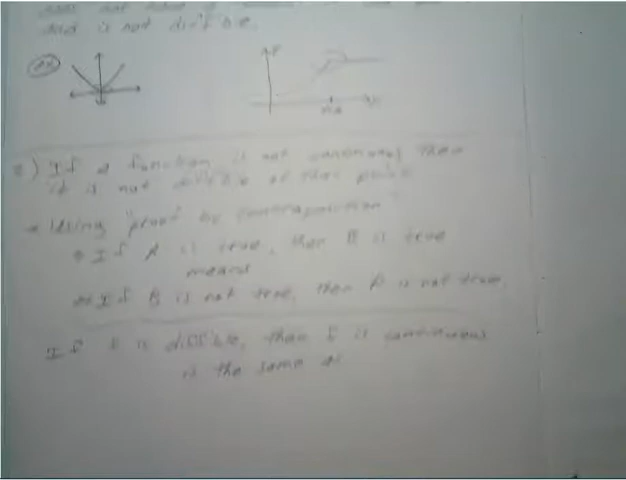 and is not diff'ble.
Ex
2) If a function is not continuous then
it is not diff'ble at that point
Using "proof by contraposition"
If A is true, then B is true
means
If B is not true, then A is not true.
If f is diff'ble, then f is continuous
is the same as